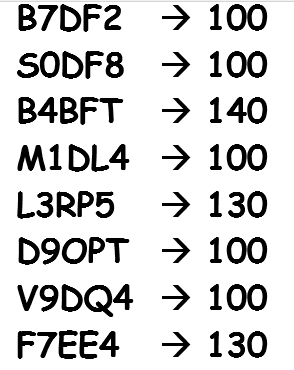 B7DF2 → 100
S0DF8 → 100
B4BFT → 140
M1DL4 → 100
L3RP5 → 130
D9OPT → 100
V9DQ4 → 100
F7EE4 → 130